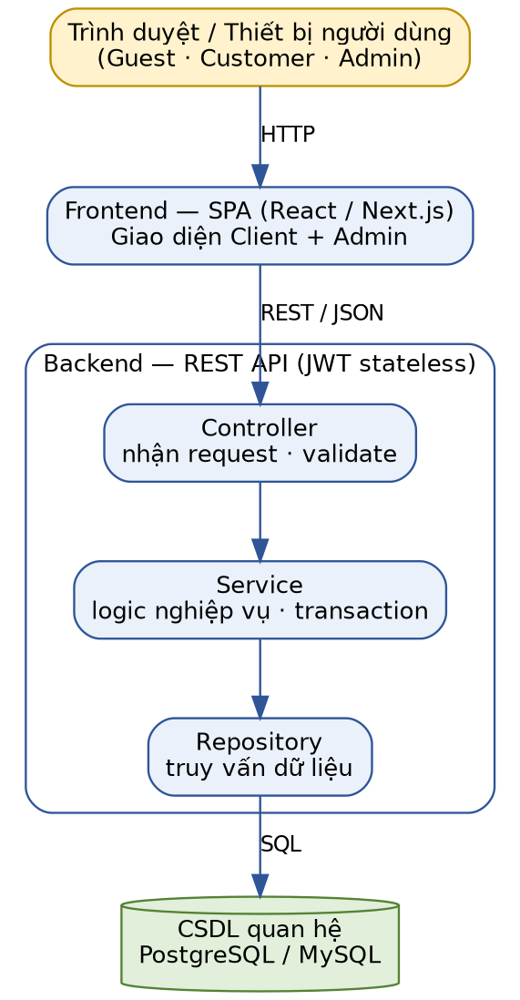 Trình duyệt / Thiết bị người dùng
(Guest · Customer · Admin)
HTTP
Frontend — SPA (React / Next.js)
Giao diện Client + Admin
REST / JSON
Backend — REST API (JWT stateless)
Controller
nhận request · validate
Service
logic nghiệp vụ · transaction
Repository
truy vấn dữ liệu
SQL
CSDL quan hệ
PostgreSQL / MySQL